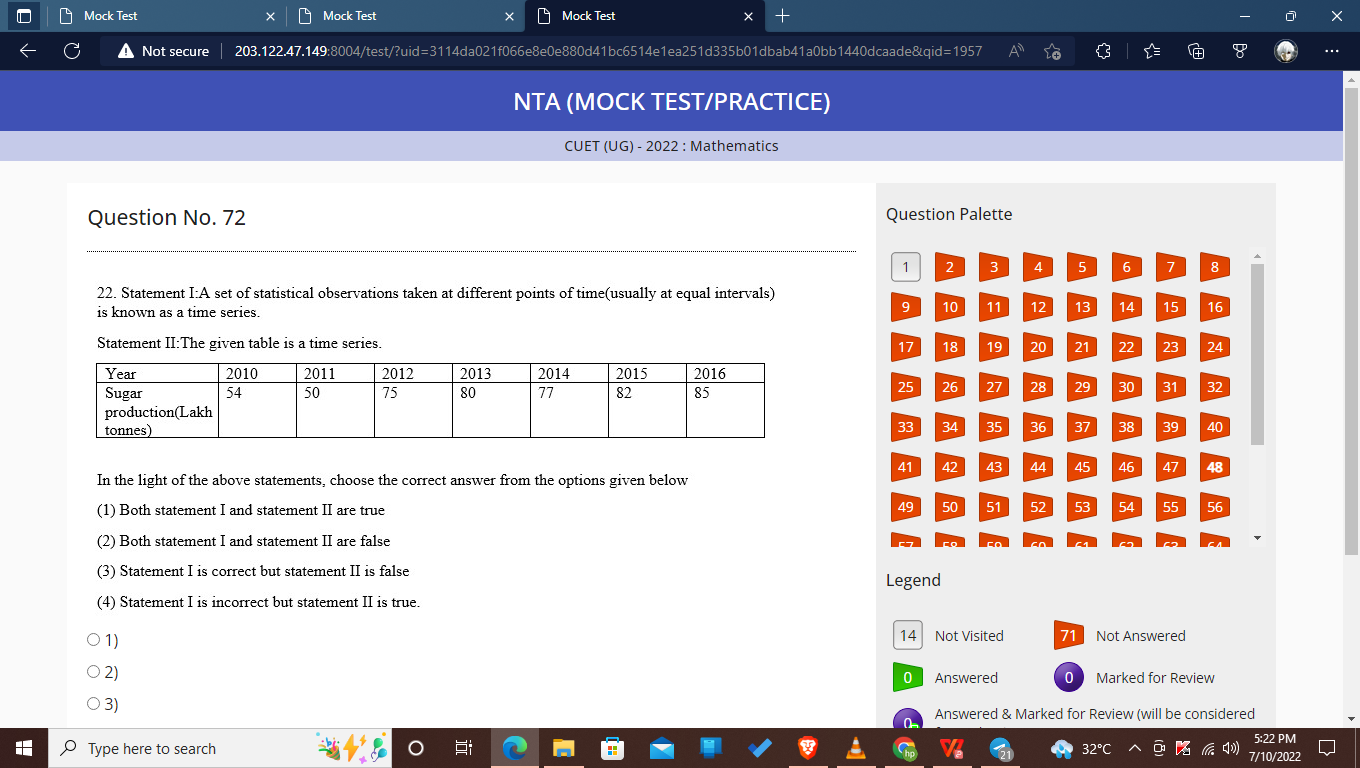 Mock Test
Mock Test
Mock Test
Not secure
203.122.47.149:8004/test/?uid=3114da021f066e8e0e880d41bc6514e1ea251d335b01dbab41a0bb1440dcaade&qid=1957
NTA (MOCK TEST/PRACTICE)
CUET (UG) - 2022 : Mathematics
Question No. 72
22. Statement I:A set of statistical observations taken at different points of time(usually at equal intervals)
is known as a time series.
Statement II:The given table is a time series.
Year 2010 2011 2012 2013 2014 2015 2016
Sugar 54 50 75 80 77 82 85
production(Lakh
tonnes)
In the light of the above statements, choose the correct answer from the options given below
(1) Both statement I and statement II are true
(2) Both statement I and statement II are false
(3) Statement I is correct but statement II is false
(4) Statement I is incorrect but statement II is true.
1)
2)
3)
Question Palette
1 2 3 4 5 6 7 8
9 10 11 12 13 14 15 16
17 18 19 20 21 22 23 24
25 26 27 28 29 30 31 32
33 34 35 36 37 38 39 40
41 42 43 44 45 46 47 48
49 50 51 52 53 54 55 56
57 58 59 60 61 62 63 64
Legend
14 Not Visited
71 Not Answered
0 Answered
0 Marked for Review
0 Answered & Marked for Review (will be considered
Type here to search
hp
21
32°C
5:22 PM
7/10/2022